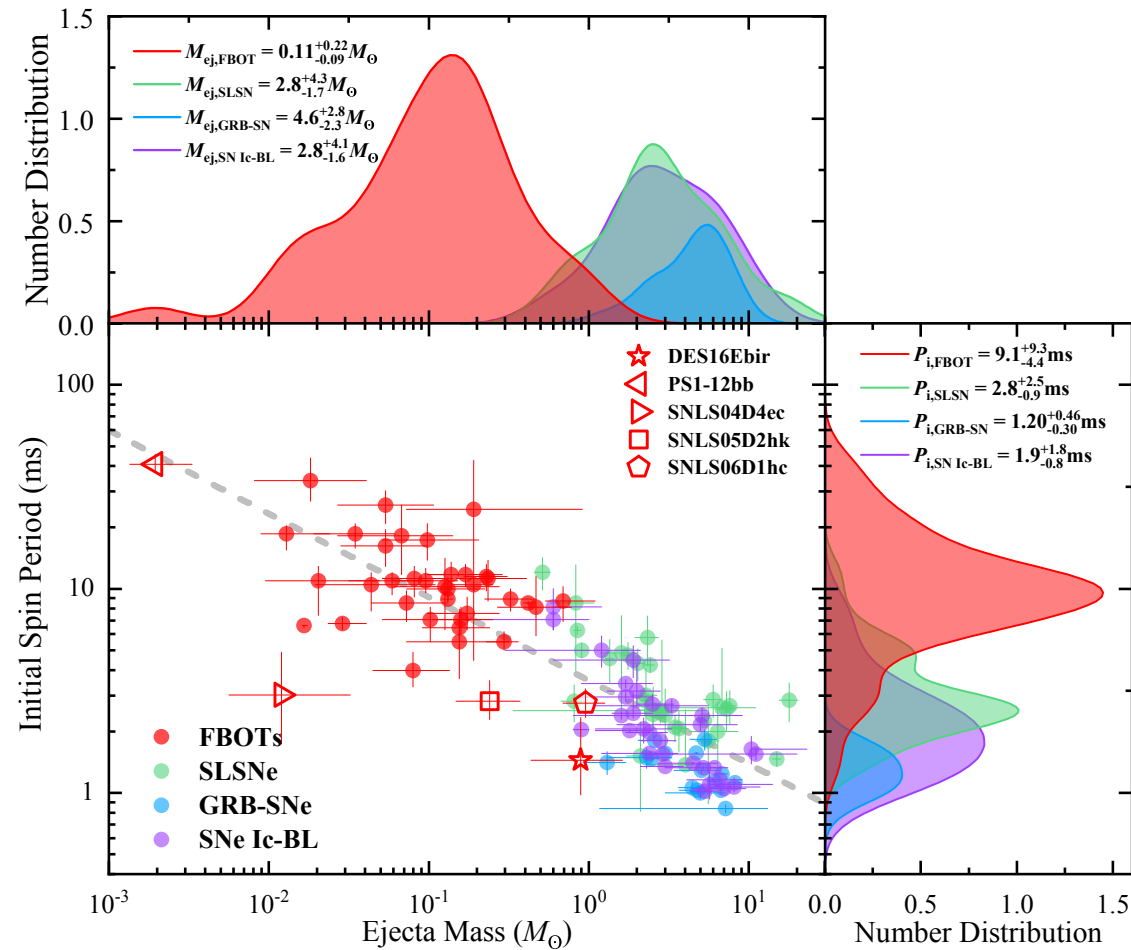 1.5
1.0
0.5
0.0
Number Distribution
M_ej,FBOT = 0.11^{+0.22}_{-0.09} M_⊙
M_ej,SLSN = 2.8^{+4.3}_{-1.7} M_⊙
M_ej,GRB-SN = 4.6^{+2.8}_{-2.3} M_⊙
M_ej,SN Ic-BL = 2.8^{+4.1}_{-1.6} M_⊙
100
10
1
Initial Spin Period (ms)
DES16Ebir
PS1-12bb
SNLS04D4ec
SNLS05D2hk
SNLS06D1hc
FBOTs
SLSNe
GRB-SNe
SNe Ic-BL
10^{-3} 10^{-2} 10^{-1} 10^{0} 10^{1}
Ejecta Mass (M_⊙)
P_i,FBOT = 9.1^{+9.3}_{-4.4} ms
P_i,SLSN = 2.8^{+2.5}_{-0.9} ms
P_i,GRB-SN = 1.20^{+0.46}_{-0.30} ms
P_i,SN Ic-BL = 1.9^{+1.8}_{-0.8} ms
0.0 0.5 1.0 1.5
Number Distribution